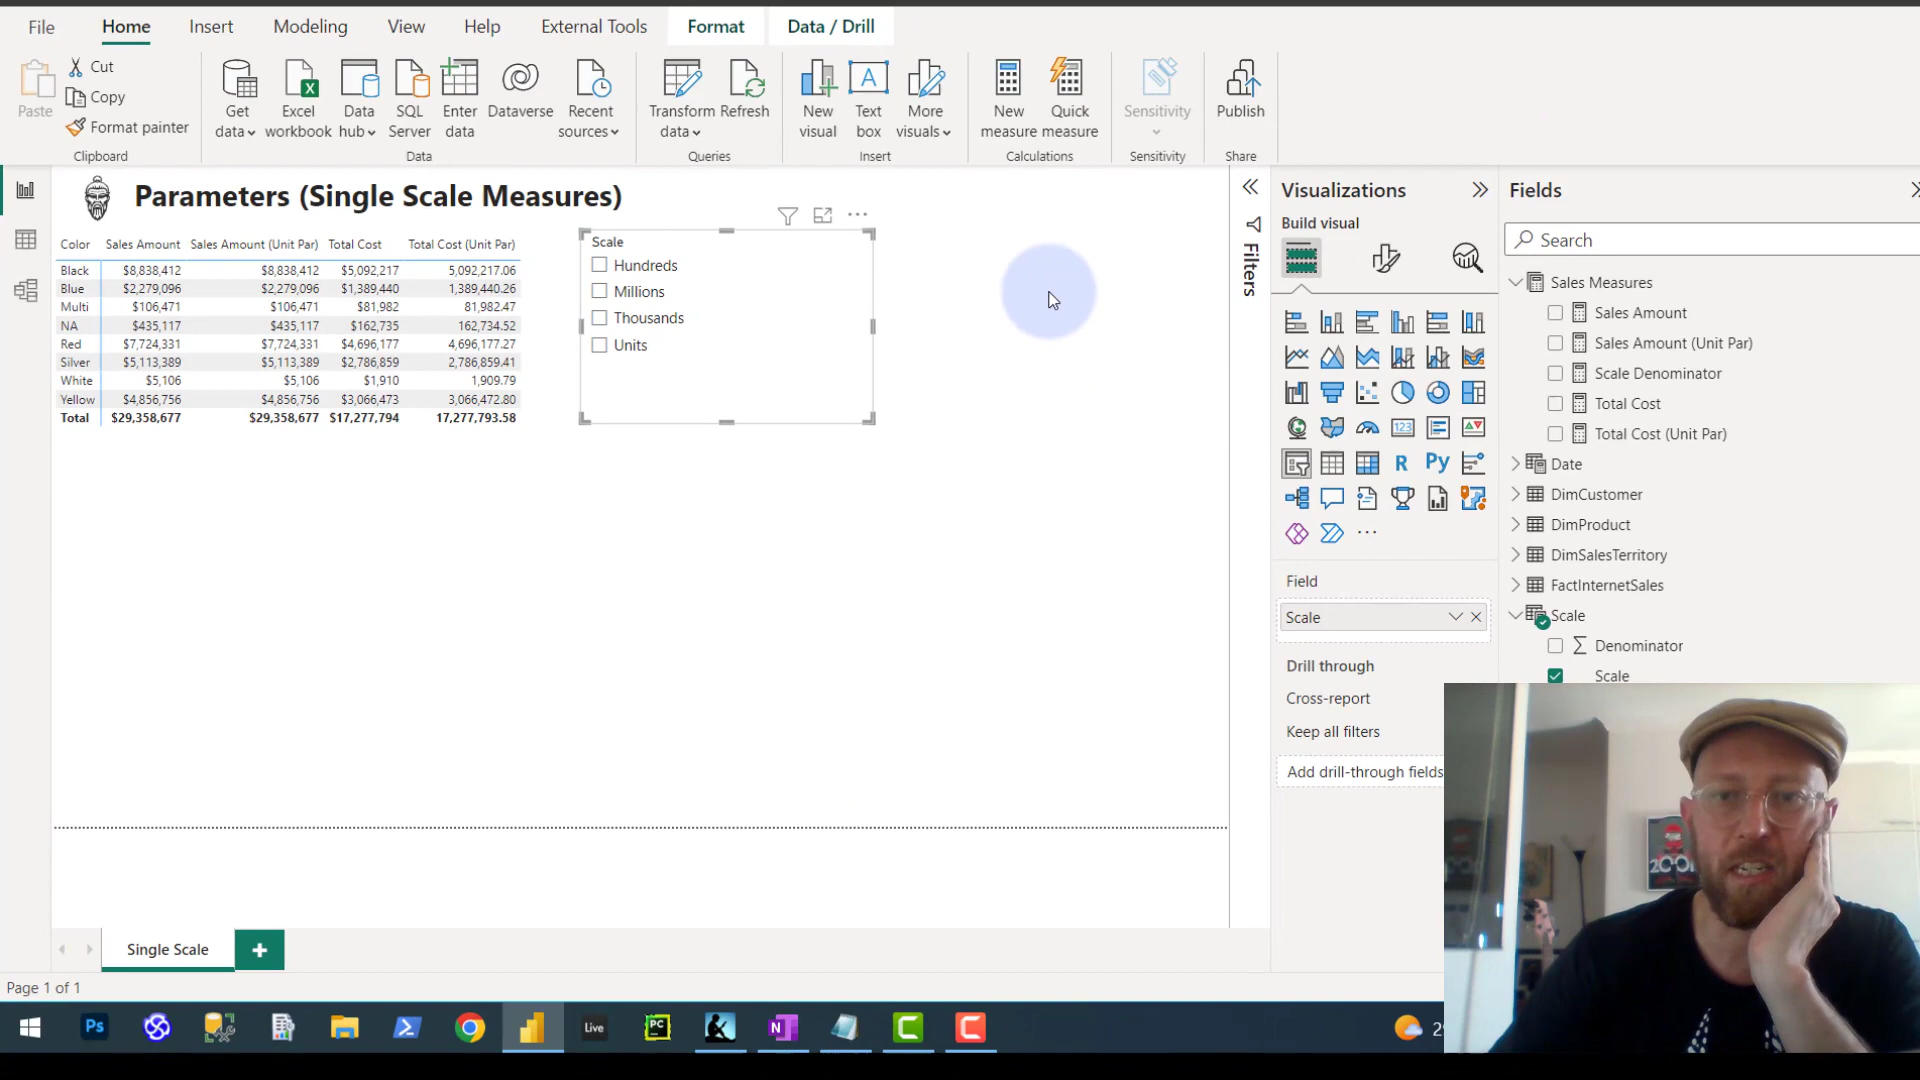 File Home Insert Modeling View Help External Tools Format Data / Drill
Paste
Cut
Copy
Format painter
Clipboard
Get data
Excel workbook
Data hub
SQL Server
Enter data
Dataverse
Recent sources
Data
Transform data
Refresh
Queries
New visual
A
Text box
More visuals
Insert
New measure
Quick measure
Calculations
Sensitivity
Sensitivity
Publish
Share
Parameters (Single Scale Measures)
Color Sales Amount Sales Amount (Unit Par) Total Cost Total Cost (Unit Par)
Black $8,838,412 $8,838,412 $5,092,217 5,092,217.06
Blue $2,279,096 $2,279,096 $1,389,440 1,389,440.26
Multi $106,471 $106,471 $81,982 81,982.47
NA $435,117 $435,117 $162,735 162,734.52
Red $7,724,331 $7,724,331 $4,696,177 4,696,177.27
Silver $5,113,389 $5,113,389 $2,786,859 2,786,859.41
White $5,106 $5,106 $1,910 1,909.79
Yellow $4,856,756 $4,856,756 $3,066,473 3,066,472.80
Total $29,358,677 $29,358,677 $17,277,794 17,277,793.58
Scale
Hundreds
Millions
Thousands
Units
Filters
Visualizations
Build visual
123
R Py
Field
Scale
Drill through
Cross-report
Keep all filters
Add drill-through fields
Fields
Search
Sales Measures
Sales Amount
Sales Amount (Unit Par)
Scale Denominator
Total Cost
Total Cost (Unit Par)
Date
DimCustomer
DimProduct
DimSalesTerritory
FactInternetSales
Scale
Denominator
Scale
Single Scale
Page 1 of 1
Ps
Live
PC
N
C
C